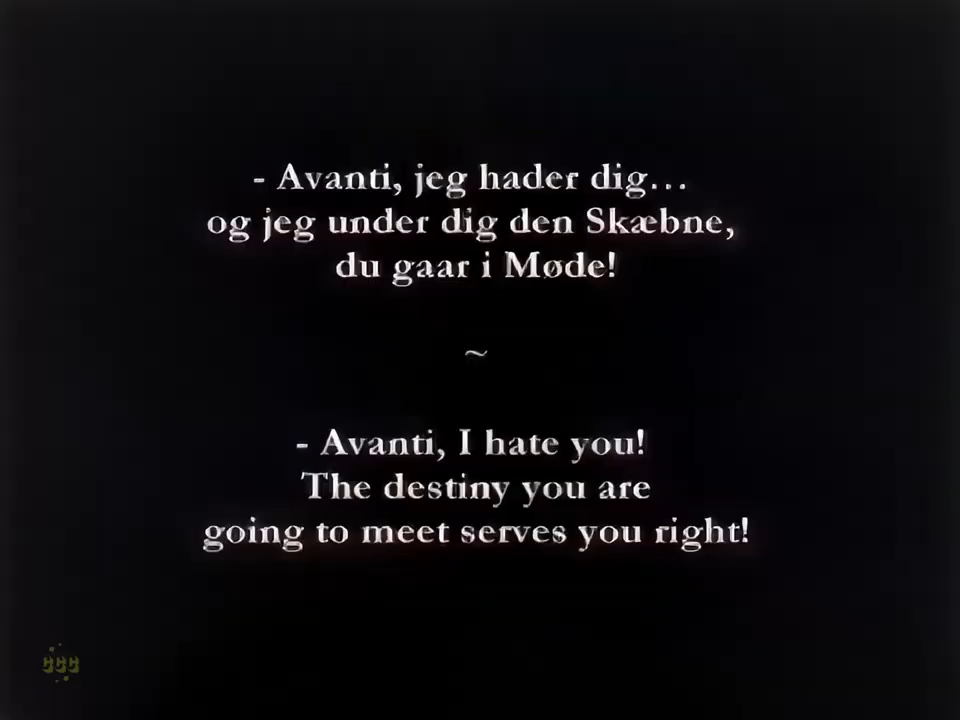 - Avanti, jeg hader dig...
og jeg under dig den Skæbne,
du gaar i Møde!
~
- Avanti, I hate you!
The destiny you are
going to meet serves you right!
CCC